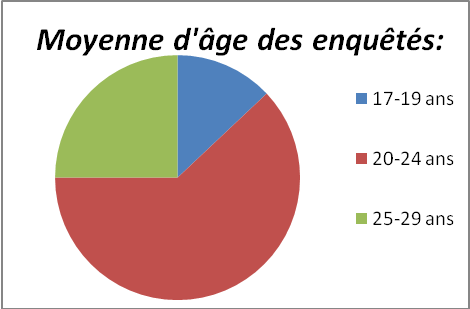 Moyenne d'âge des enquêtés:
17-19 ans
20-24 ans
25-29 ans